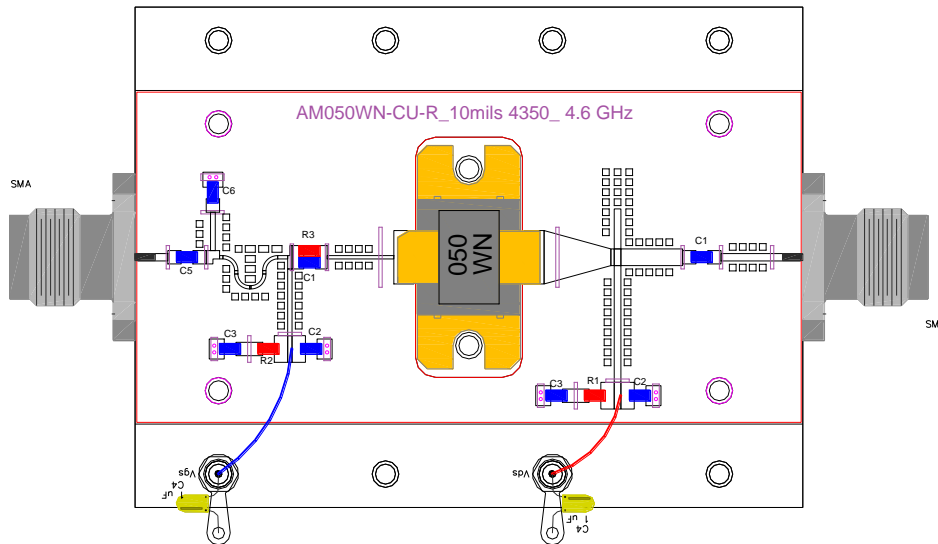 AM050WN-CU-R_10mils 4350_ 4.6 GHz
SMA
C6
R3
C5
C1
050
WN
C1
SM
C3
R2
C2
C3
R1
C2
Vgs
Vds
C4
1 uF
C4
1 uF